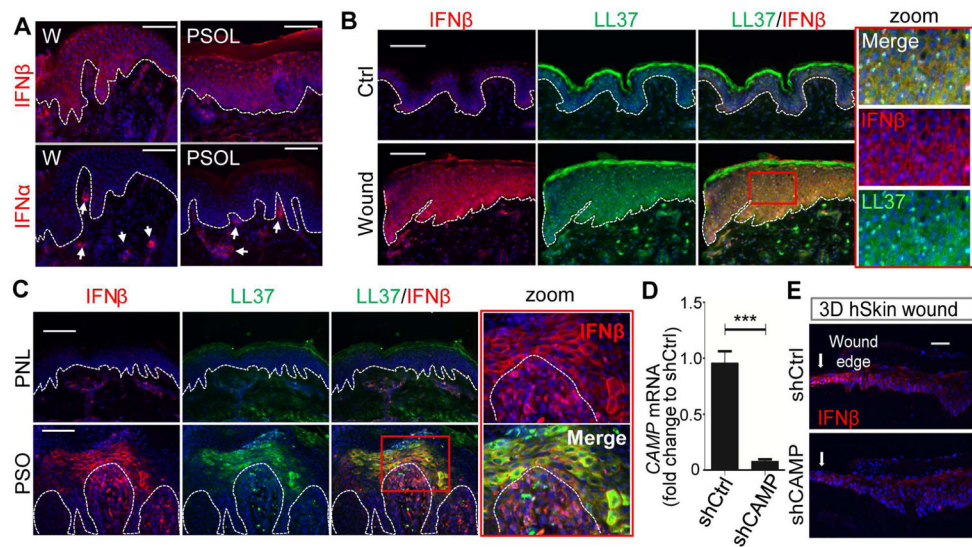 A
W
PSOL
IFNβ
W
PSOL
IFNα
B
IFNβ
LL37
LL37/IFNβ
zoom
Ctrl
Merge
IFNβ
Wound
LL37
C
IFNβ
LL37
LL37/IFNβ
zoom
PNL
IFNβ
PSO
Merge
D
CAMP mRNA
(fold change to shCtrl)
1.5
***
1.0
0.5
0
shCtrl
shCAMP
E
3D hSkin wound
Wound
edge
shCtrl
IFNβ
shCAMP